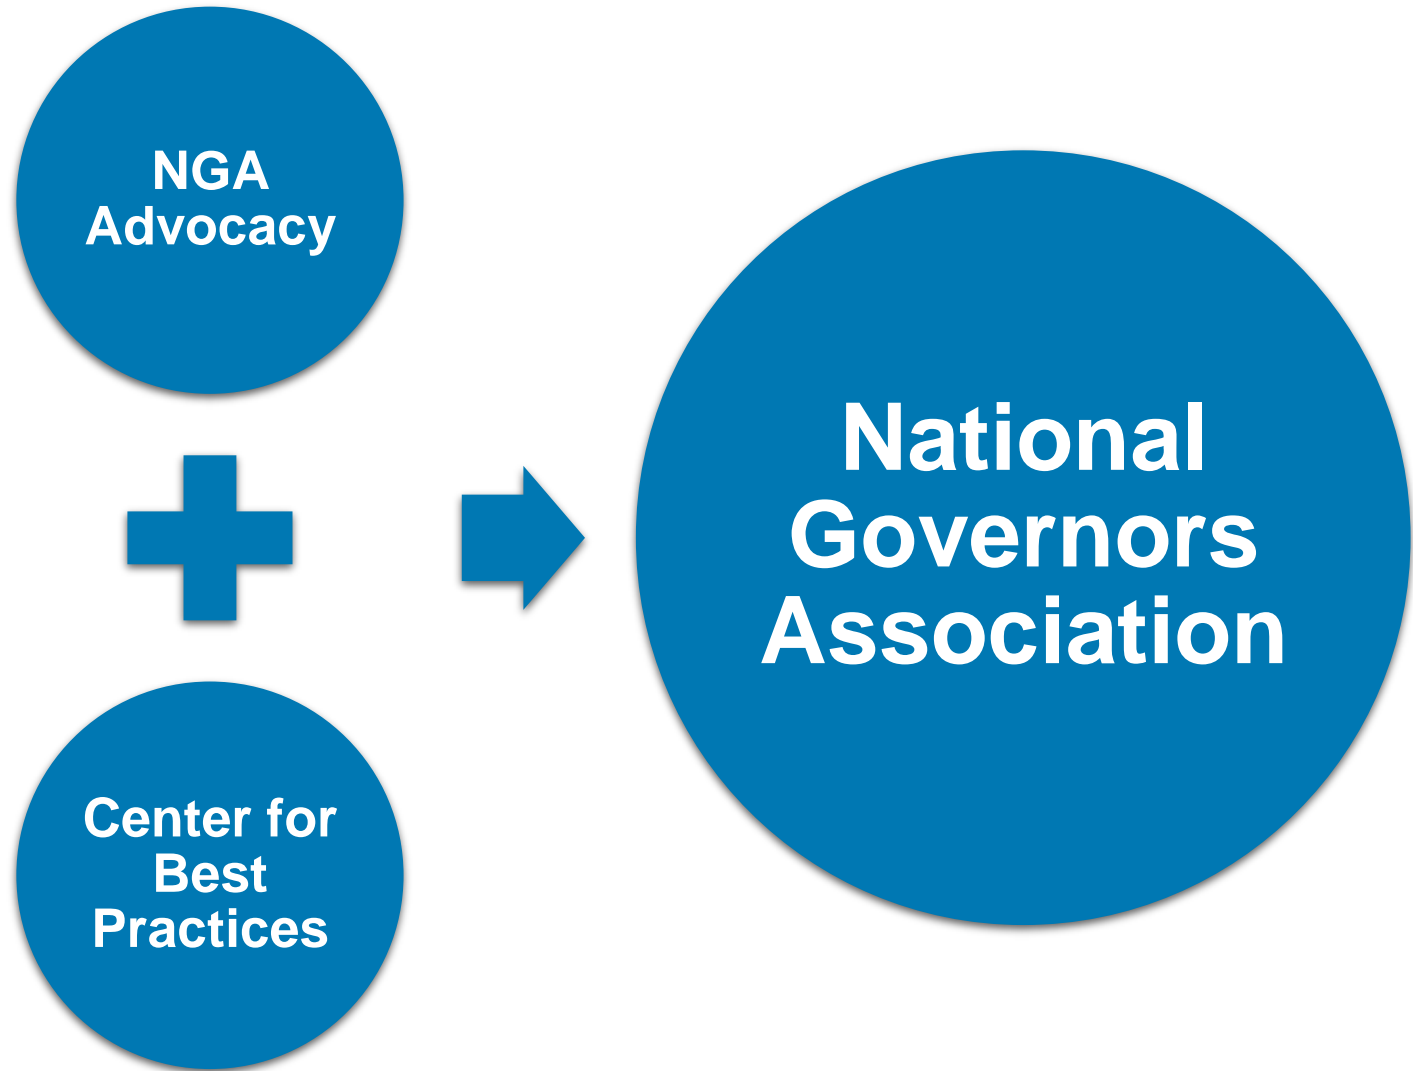 NGA
Advocacy
Center for
Best
Practices
National
Governors
Association